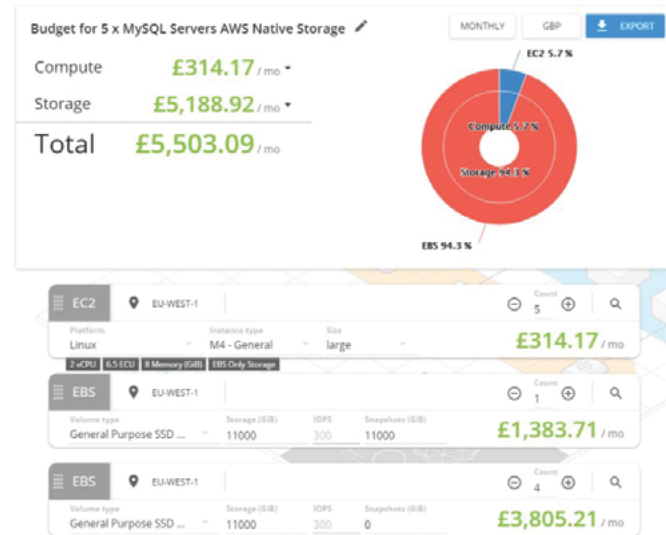 Budget for 5 x MySQL Servers AWS Native Storage
MONTHLY
GBP
EXPORT
Compute £314.17 / mo
Storage £5,188.92 / mo
Total £5,503.09 / mo
EC2 5.7 %
Compute 5.7 %
Storage 94.3 %
EBS 94.3 %
EC2 EU-WEST-1 Count 5
Platform Instance type Size
Linux M4 - General large £314.17 / mo
2 vCPU 6.5 ECU 8 Memory (GiB) EBS Only Storage
EBS EU-WEST-1 Count 1
Volume type Storage (GiB) IOPS Snapshots (GiB)
General Purpose SSD ... 11000 300 11000 £1,383.71 / mo
EBS EU-WEST-1 Count 4
Volume type Storage (GiB) IOPS Snapshots (GiB)
General Purpose SSD ... 11000 300 0 £3,805.21 / mo